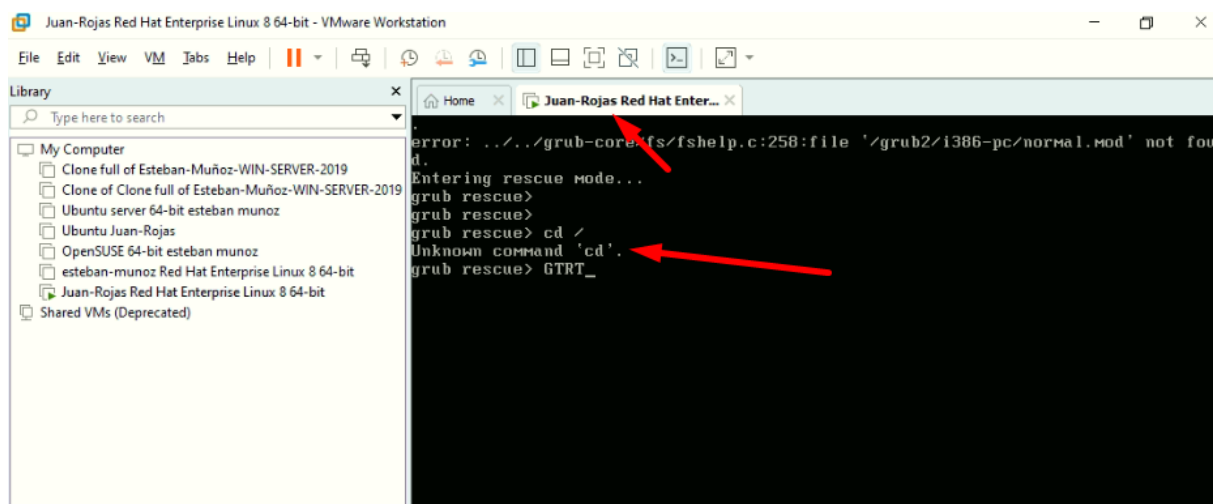 Juan-Rojas Red Hat Enterprise Linux 8 64-bit - VMware Workstation
File Edit View VM Tabs Help
Library
Type here to search
My Computer
Clone full of Esteban-Muñoz-WIN-SERVER-2019
Clone of Clone full of Esteban-Muñoz-WIN-SERVER-2019
Ubuntu server 64-bit esteban munoz
Ubuntu Juan-Rojas
OpenSUSE 64-bit esteban munoz
esteban-munoz Red Hat Enterprise Linux 8 64-bit
Juan-Rojas Red Hat Enterprise Linux 8 64-bit
Shared VMs (Deprecated)
Home
Juan-Rojas Red Hat Enter...
.
error: ../../grub-core/fs/fshelp.c:258:file '/grub2/i386-pc/normal.mod' not fou
d.
Entering rescue mode...
grub rescue>
grub rescue>
grub rescue> cd /
Unknown command 'cd'.
grub rescue> GTRT_